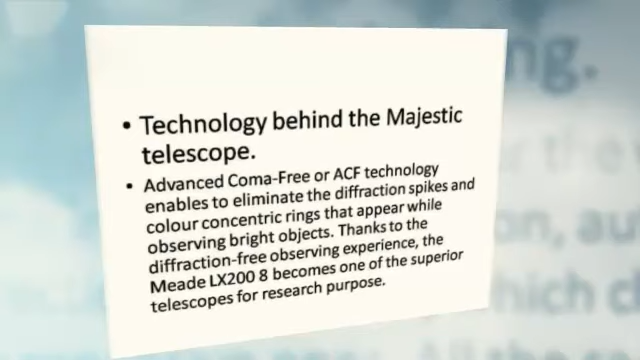 ng.
• Technology behind the Majestic
telescope.
• Advanced Coma-Free or ACF technology
enables to eliminate the diffraction spikes and
colour concentric rings that appear while
observing bright objects. Thanks to the
diffraction-free observing experience, the
Meade LX200 8 becomes one of the superior
telescopes for research purpose.